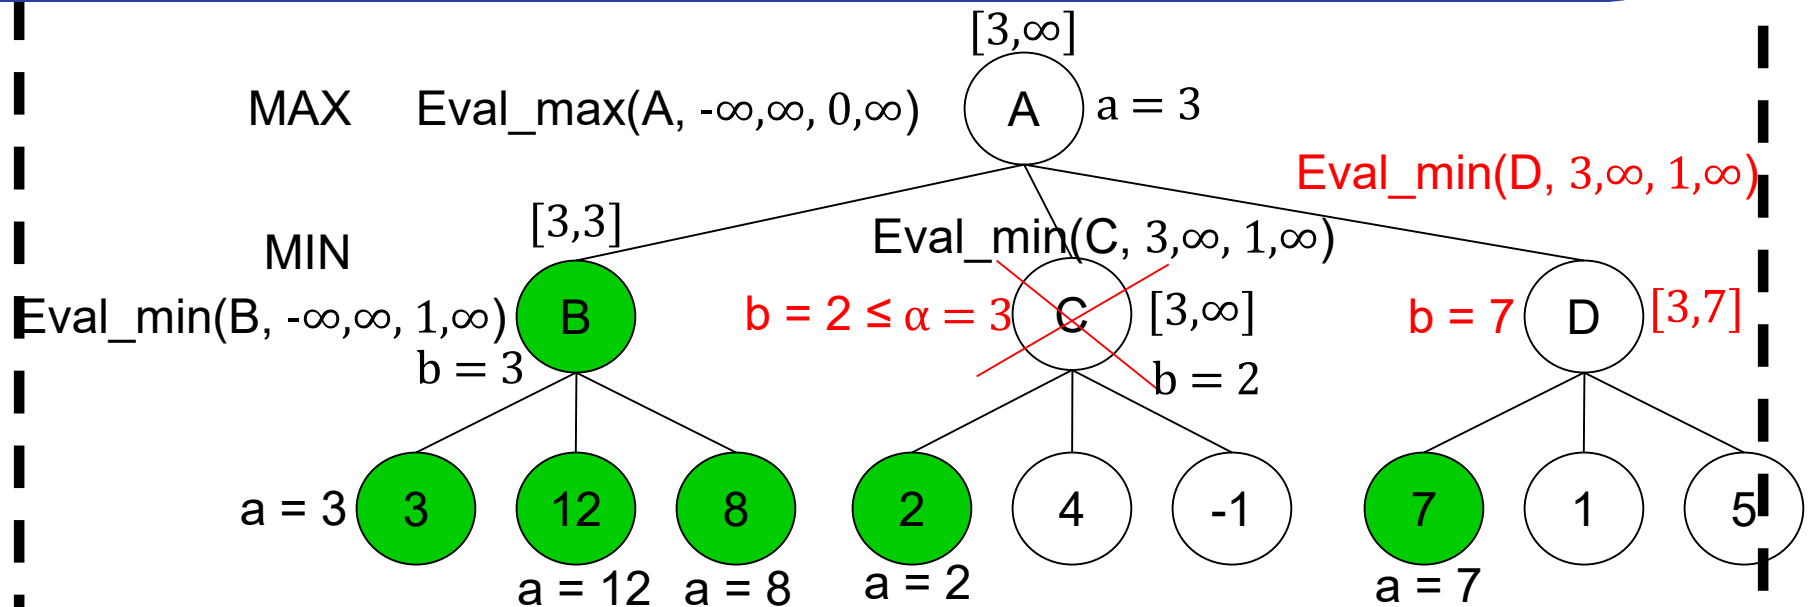 [3,∞]
MAX Eval_max(A, -∞,∞, 0,∞) A a = 3
Eval_min(D, 3,∞, 1,∞)
[3,3]
MIN Eval_min(C, 3,∞, 1,∞)
Eval_min(B, -∞,∞, 1,∞) B b = 2 ≤ α = 3 C [3,∞] b = 7 D [3,7]
b = 3 b = 2
a = 3 3 12 8 2 4 -1 7 1 5
a = 12 a = 8 a = 2 a = 7